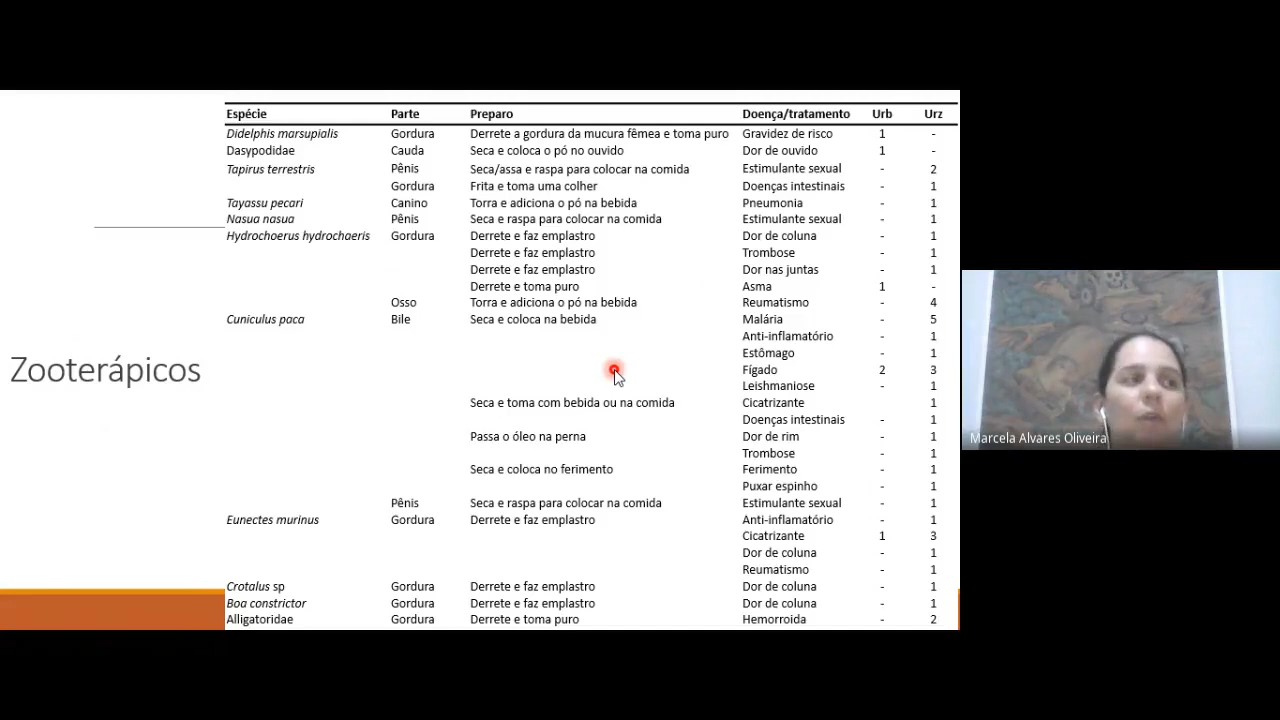 Zooterápicos
Espécie Parte Preparo Doença/tratamento Urb Urz
Didelphis marsupialis Gordura Derrete a gordura da mucura fêmea e toma puro Gravidez de risco 1 -
Dasypodidae Cauda Seca e coloca o pó no ouvido Dor de ouvido 1 -
Tapirus terrestris Pênis Seca/assa e raspa para colocar na comida Estimulante sexual - 2
Gordura Frita e toma uma colher Doenças intestinais - 1
Tayassu pecari Canino Torra e adiciona o pó na bebida Pneumonia - 1
Nasua nasua Pênis Seca e raspa para colocar na comida Estimulante sexual - 1
Hydrochoerus hydrochaeris Gordura Derrete e faz emplastro Dor de coluna - 1
Derrete e faz emplastro Trombose - 1
Derrete e faz emplastro Dor nas juntas - 1
Derrete e toma puro Asma 1 -
Osso Torra e adiciona o pó na bebida Reumatismo - 4
Cuniculus paca Bile Seca e coloca na bebida Malária - 5
Anti-inflamatório - 1
Estômago - 1
Fígado 2 3
Leishmaniose - 1
Seca e toma com bebida ou na comida Cicatrizante 1
Doenças intestinais - 1
Passa o óleo na perna Dor de rim - 1
Trombose - 1
Seca e coloca no ferimento Ferimento - 1
Puxar espinho - 1
Pênis Seca e raspa para colocar na comida Estimulante sexual - 1
Eunectes murinus Gordura Derrete e faz emplastro Anti-inflamatório - 1
Cicatrizante 1 3
Dor de coluna - 1
Reumatismo - 1
Crotalus sp Gordura Derrete e faz emplastro Dor de coluna - 1
Boa constrictor Gordura Derrete e faz emplastro Dor de coluna - 1
Alligatoridae Gordura Derrete e toma puro Hemorroida - 2
Marcela Alvares Oliveira